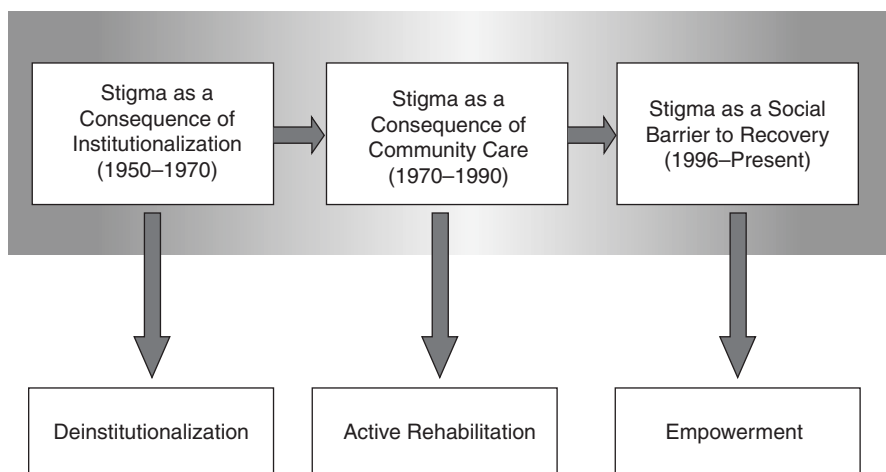 Stigma as a
Consequence of
Institutionalization
(1950–1970)
Stigma as a
Consequence of
Community Care
(1970–1990)
Stigma as a Social
Barrier to Recovery
(1996–Present)
Deinstitutionalization
Active Rehabilitation
Empowerment